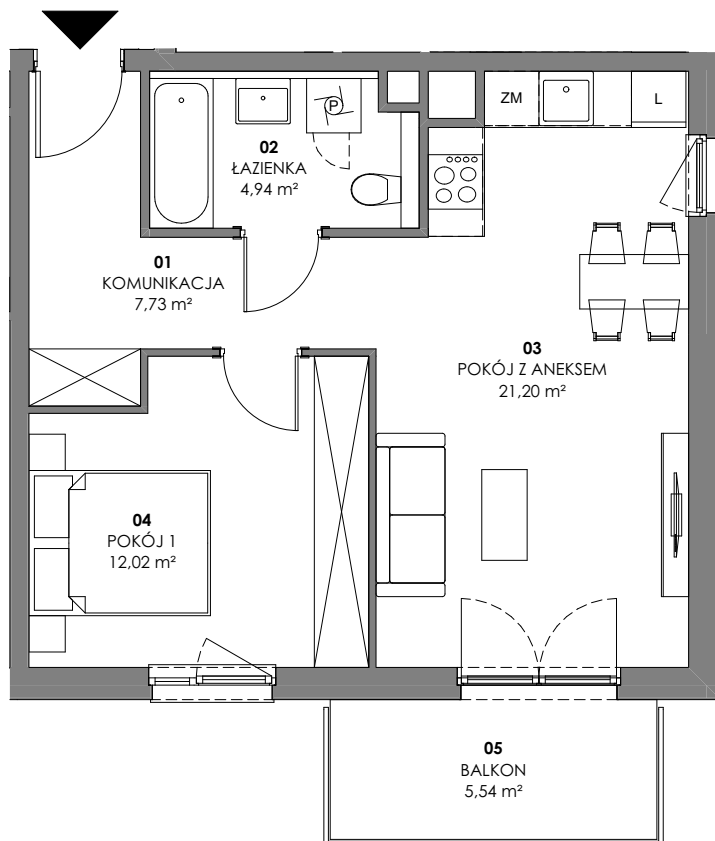 ZM
L
P
02
ŁAZIENKA
4,94 m²
01
KOMUNIKACJA
7,73 m²
03
POKÓJ Z ANEKSEM
21,20 m²
04
POKÓJ 1
12,02 m²
05
BALKON
5,54 m²